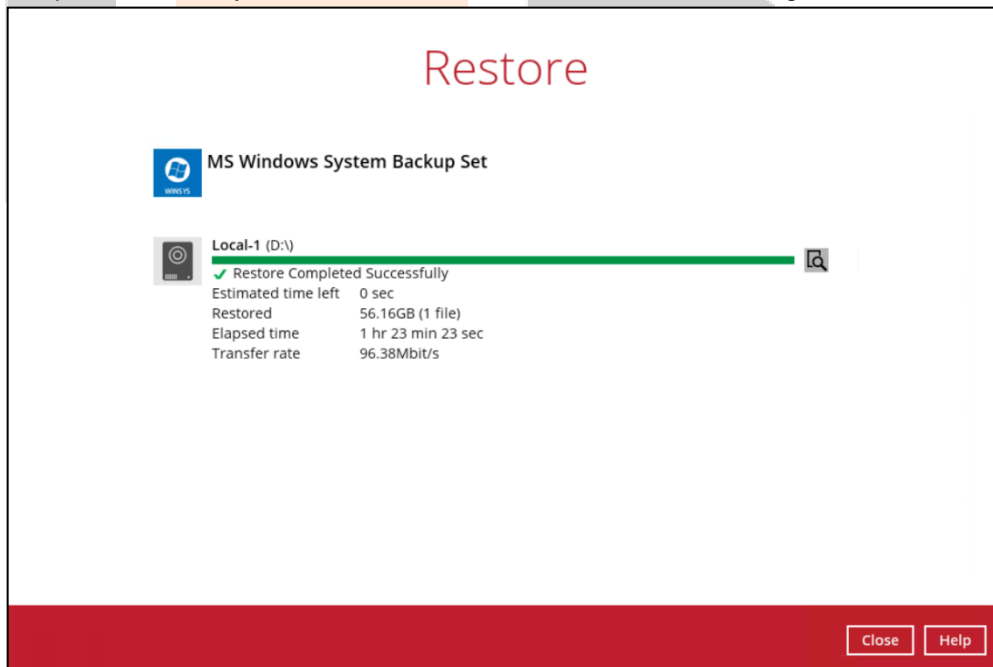 Restore
MS Windows System Backup Set
WINSYS
Local-1 (D:\)
Restore Completed Successfully
Estimated time left 0 sec
Restored 56.16GB (1 file)
Elapsed time 1 hr 23 min 23 sec
Transfer rate 96.38Mbit/s
Close Help